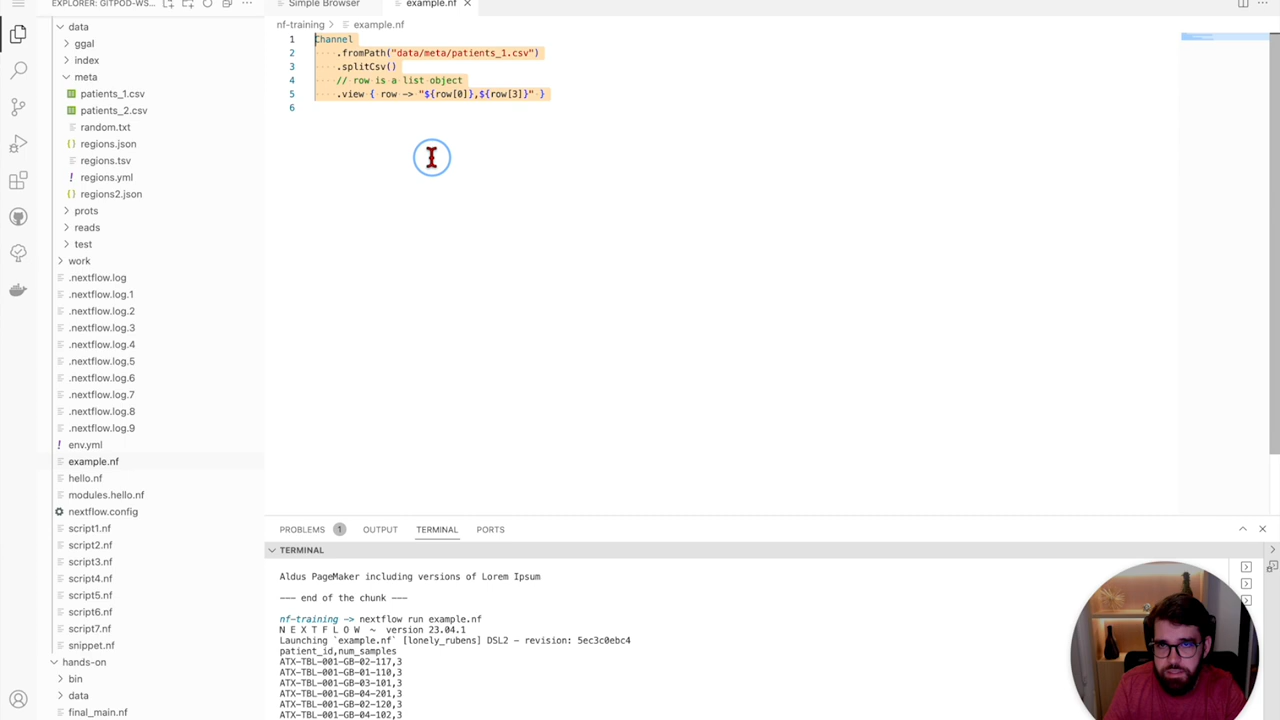 EXPLORER: GITPOD-WS...
data
ggal
index
meta
patients_1.csv
patients_2.csv
random.txt
regions.json
regions.tsv
regions.yml
regions2.json
prots
reads
test
work
.nextflow.log
.nextflow.log.1
.nextflow.log.2
.nextflow.log.3
.nextflow.log.4
.nextflow.log.5
.nextflow.log.6
.nextflow.log.7
.nextflow.log.8
.nextflow.log.9
env.yml
example.nf
hello.nf
modules.hello.nf
nextflow.config
script1.nf
script2.nf
script3.nf
script4.nf
script5.nf
script6.nf
script7.nf
snippet.nf
hands-on
bin
data
final_main.nf
Simple Browser
example.nf
nf-training > example.nf
1 Channel
2 .fromPath("data/meta/patients_1.csv")
3 .splitCsv()
4 // row is a list object
5 .view { row -> "${row[0]},${row[3]}" }
6
PROBLEMS 1 OUTPUT TERMINAL PORTS
TERMINAL
Aldus PageMaker including versions of Lorem Ipsum
--- end of the chunk ---
nf-training -> nextflow run example.nf
N E X T F L O W ~ version 23.04.1
Launching `example.nf` [lonely_rubens] DSL2 - revision: 5ec3c0ebc4
patient_id,num_samples
ATX-TBL-001-GB-02-117,3
ATX-TBL-001-GB-01-110,3
ATX-TBL-001-GB-03-101,3
ATX-TBL-001-GB-04-201,3
ATX-TBL-001-GB-02-120,3
ATX-TBL-001-GB-04-102,3